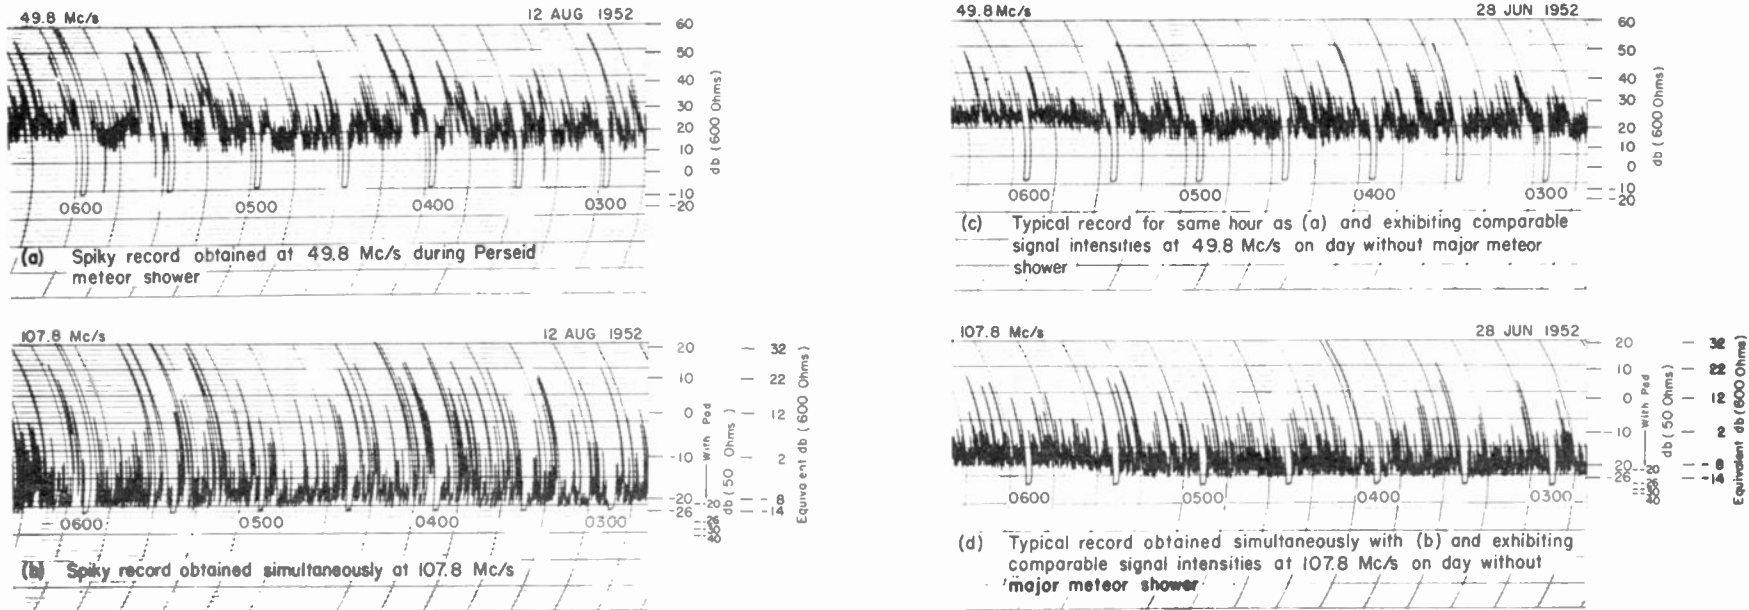 49.8 Mc/s 12 AUG 1952
60
50
40
30
20
10
0
-10
-20
db (600 Ohms)
0600 0500 0400 0300
(a) Spiky record obtained at 49.8 Mc/s during Perseid
meteor shower
107.8 Mc/s 12 AUG 1952
20 32
10 22
0 12
-10 2
-20 -8
-26 -14
-20
-26
With Pad
db (50 Ohms)
Equivalent db (600 Ohms)
0600 0500 0400 0300
(b) Spiky record obtained simultaneously at 107.8 Mc/s
49.8 Mc/s 28 JUN 1952
60
50
40
30
20
10
0
-10
-20
db (600 Ohms)
0600 0500 0400 0300
(c) Typical record for same hour as (a) and exhibiting comparable
signal intensities at 49.8 Mc/s on day without major meteor
shower
107.8 Mc/s 28 JUN 1952
20 32
10 22
0 12
-10 2
20 -8
-26 -14
-20
With Pad
db (50 Ohms)
Equivalent db (600 Ohms)
0600 0500 0400 0300
(d) Typical record obtained simultaneously with (b) and exhibiting
comparable signal intensities at 107.8 Mc/s on day without
major meteor shower